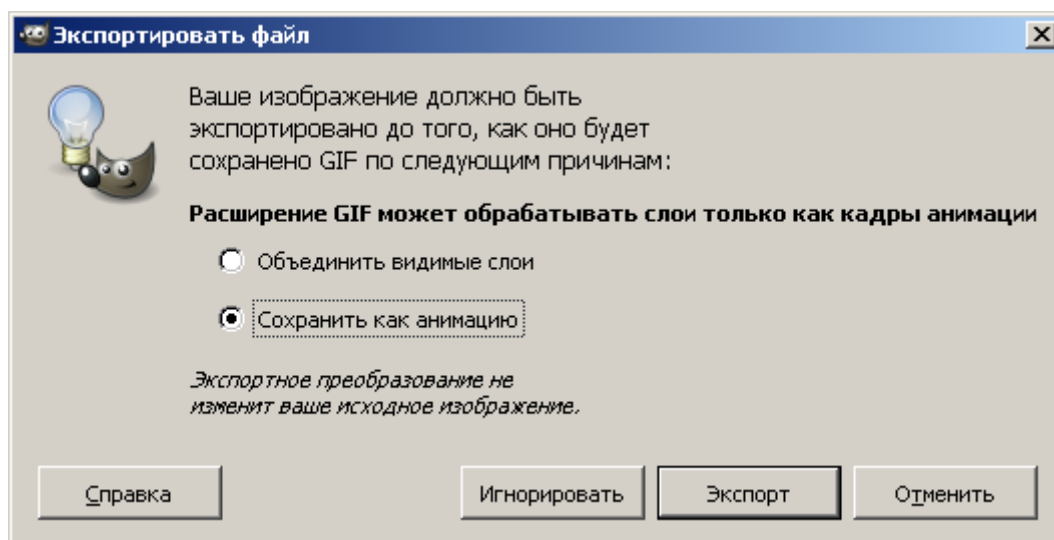 Экспортировать файл
Ваше изображение должно быть
экспортировано до того, как оно будет
сохранено GIF по следующим причинам:
Расширение GIF может обрабатывать слои только как кадры анимации
Объединить видимые слои
Сохранить как анимацию
Экспортное преобразование не
изменит ваше исходное изображение.
Справка
Игнорировать
Экспорт
Отменить